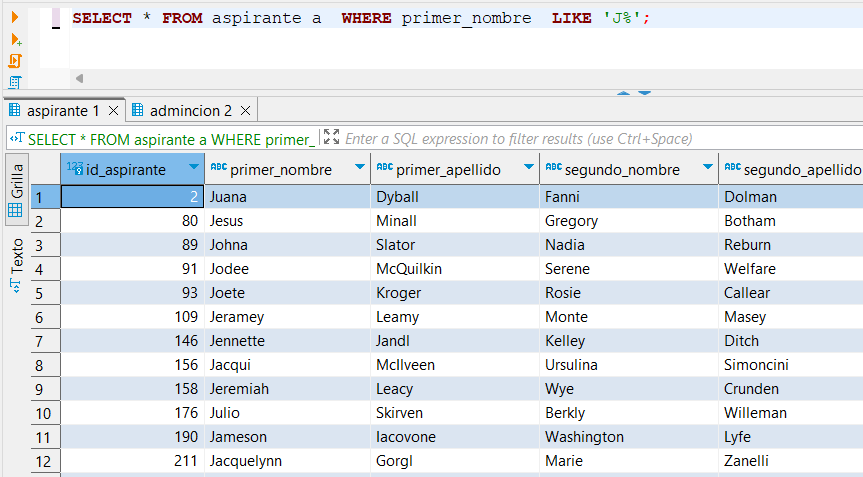 SELECT * FROM aspirante a  WHERE primer_nombre  LIKE 'J%';
aspirante 1 admincion 2
SELECT * FROM aspirante a WHERE primer_ Enter a SQL expression to filter results (use Ctrl+Space)
Grilla
Texto
123 id_aspirante ABC primer_nombre ABC primer_apellido ABC segundo_nombre ABC segundo_apellido
1 2 Juana Dyball Fanni Dolman
2 80 Jesus Minall Gregory Botham
3 89 Johna Slator Nadia Reburn
4 91 Jodee McQuilkin Serene Welfare
5 93 Joete Kroger Rosie Callear
6 109 Jeramey Leamy Monte Masey
7 146 Jennette Jandl Kelley Ditch
8 156 Jacqui McIlveen Ursulina Simoncini
9 158 Jeremiah Leacy Wye Crunden
10 176 Julio Skirven Berkly Willeman
11 190 Jameson Iacovone Washington Lyfe
12 211 Jacquelynn Gorgl Marie Zanelli